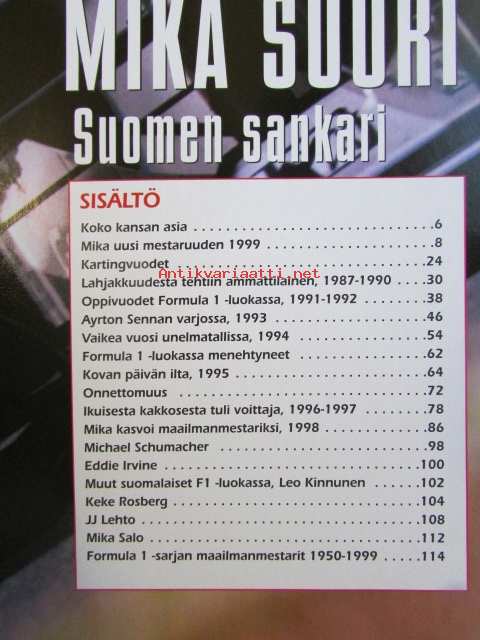 MIKA SUURI
Suomen sankari
SISÄLTÖ
Koko kansan asia 6
Mika uusi mestaruuden 1999 8
Kartingvuodet 24
Antikvariaatti.net
Lahjakkuudesta tehtiin ammattilainen, 1987-1990 30
Oppivuodet Formula 1 -luokassa, 1991-1992 38
Ayrton Sennan varjossa, 1993 46
Vaikea vuosi unelmatallissa, 1994 54
Formula 1 -luokassa menehtyneet 62
Kovan päivän ilta, 1995 64
Onnettomuus 72
Ikuisesta kakkosesta tuli voittaja, 1996-1997 78
Mika kasvoi maailmanmestariksi, 1998 86
Michael Schumacher 98
Eddie Irvine 100
Muut suomalaiset F1 -luokassa, Leo Kinnunen 102
Keke Rosberg 104
JJ Lehto 108
Mika Salo 112
Formula 1 -sarjan maailmanmestarit 1950-1999 114